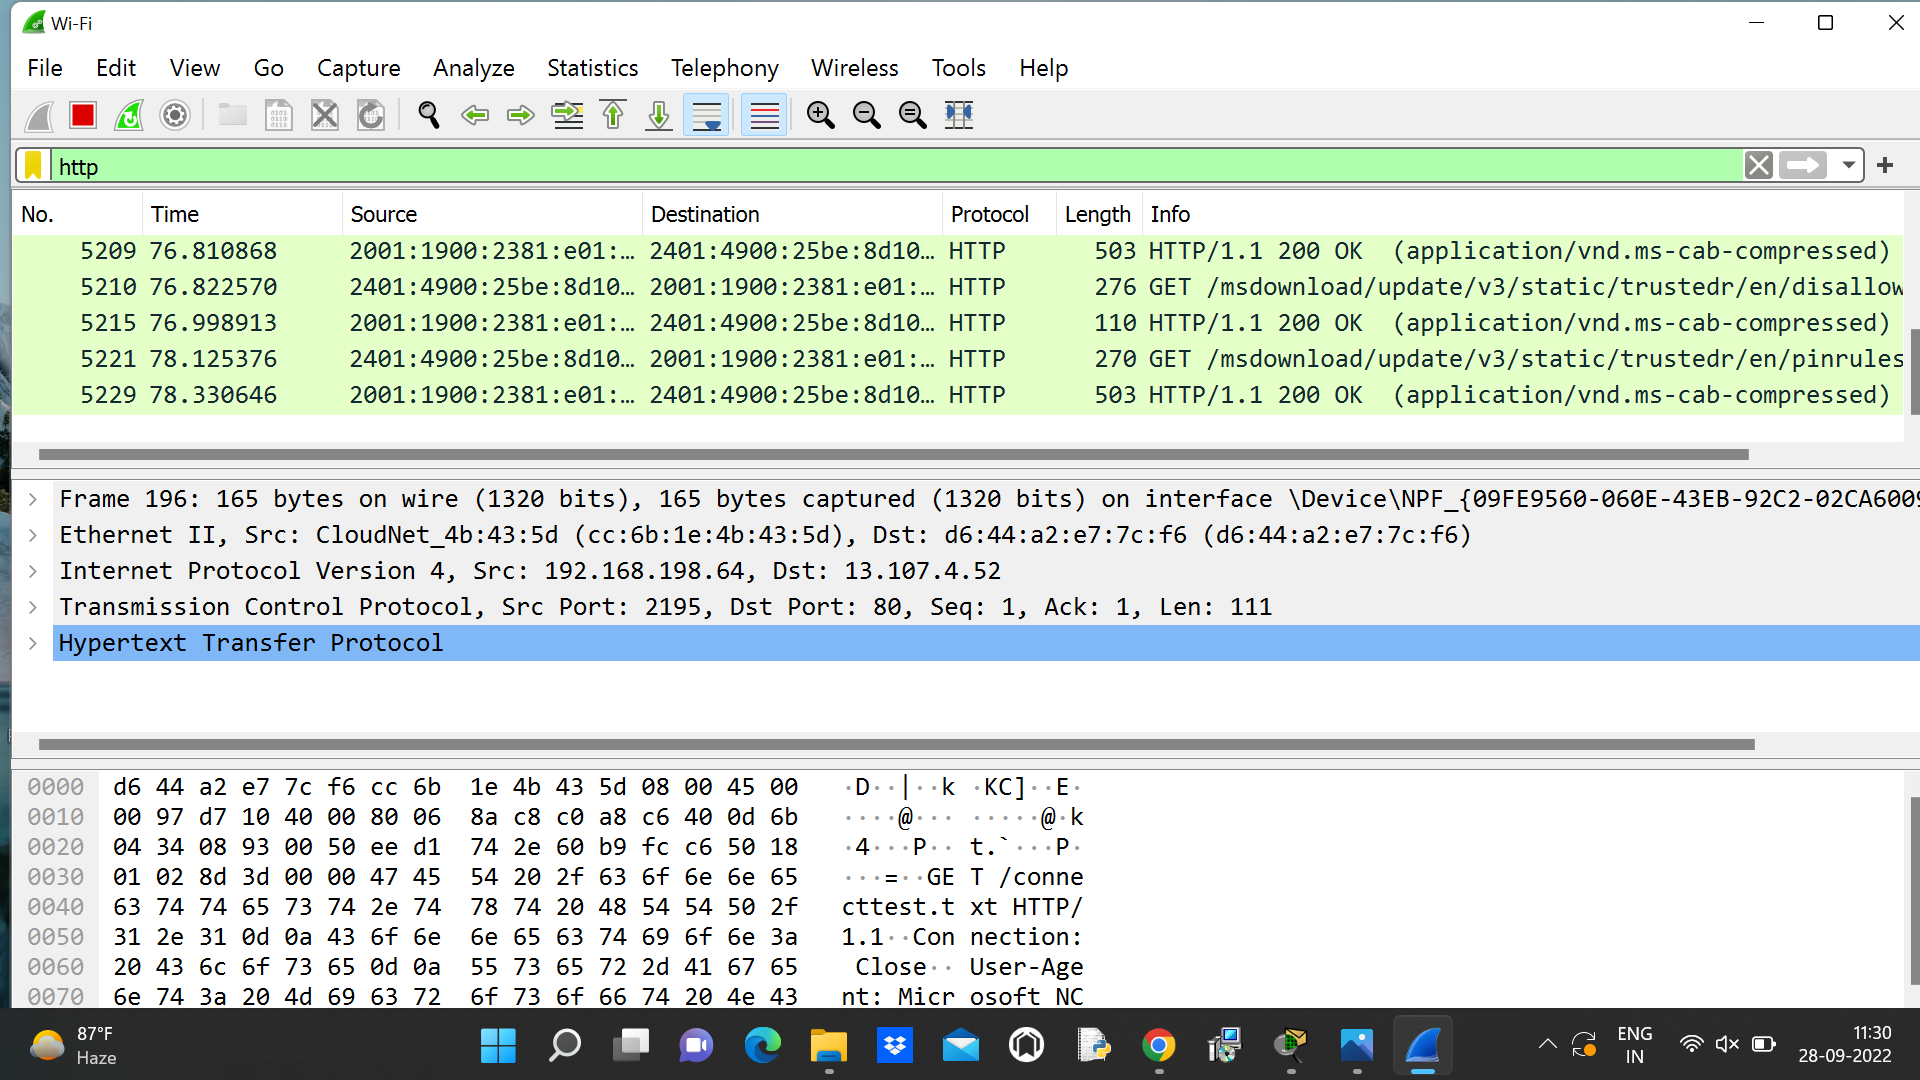 Wi-Fi
File Edit View Go Capture Analyze Statistics Telephony Wireless Tools Help
http
No. Time Source Destination Protocol Length Info
5209 76.810868 2001:1900:2381:e01:… 2401:4900:25be:8d10… HTTP 503 HTTP/1.1 200 OK (application/vnd.ms-cab-compressed)
5210 76.822570 2401:4900:25be:8d10… 2001:1900:2381:e01:… HTTP 276 GET /msdownload/update/v3/static/trustedr/en/disallow
5215 76.998913 2001:1900:2381:e01:… 2401:4900:25be:8d10… HTTP 110 HTTP/1.1 200 OK (application/vnd.ms-cab-compressed)
5221 78.125376 2401:4900:25be:8d10… 2001:1900:2381:e01:… HTTP 270 GET /msdownload/update/v3/static/trustedr/en/pinrules
5229 78.330646 2001:1900:2381:e01:… 2401:4900:25be:8d10… HTTP 503 HTTP/1.1 200 OK (application/vnd.ms-cab-compressed)
Frame 196: 165 bytes on wire (1320 bits), 165 bytes captured (1320 bits) on interface \Device\NPF_{09FE9560-060E-43EB-92C2-02CA6009
Ethernet II, Src: CloudNet_4b:43:5d (cc:6b:1e:4b:43:5d), Dst: d6:44:a2:e7:7c:f6 (d6:44:a2:e7:7c:f6)
Internet Protocol Version 4, Src: 192.168.198.64, Dst: 13.107.4.52
Transmission Control Protocol, Src Port: 2195, Dst Port: 80, Seq: 1, Ack: 1, Len: 111
Hypertext Transfer Protocol
0000 d6 44 a2 e7 7c f6 cc 6b 1e 4b 43 5d 08 00 45 00 ·D··|··k ·KC]··E·
0010 00 97 d7 10 40 00 80 06 8a c8 c0 a8 c6 40 0d 6b ····@··· ·····@·k
0020 04 34 08 93 00 50 ee d1 74 2e 60 b9 fc c6 50 18 ·4···P·· t.`···P·
0030 01 02 8d 3d 00 00 47 45 54 20 2f 63 6f 6e 6e 65 ···=··GE T /conne
0040 63 74 74 65 73 74 2e 74 78 74 20 48 54 54 50 2f cttest.t xt HTTP/
0050 31 2e 31 0d 0a 43 6f 6e 6e 65 63 74 69 6f 6e 3a 1.1··Con nection:
0060 20 43 6c 6f 73 65 0d 0a 55 73 65 72 2d 41 67 65 Close·· User-Age
0070 6e 74 3a 20 4d 69 63 72 6f 73 6f 66 74 20 4e 43 nt: Micr osoft NC
87°F
Haze
ENG
IN
11:30
28-09-2022